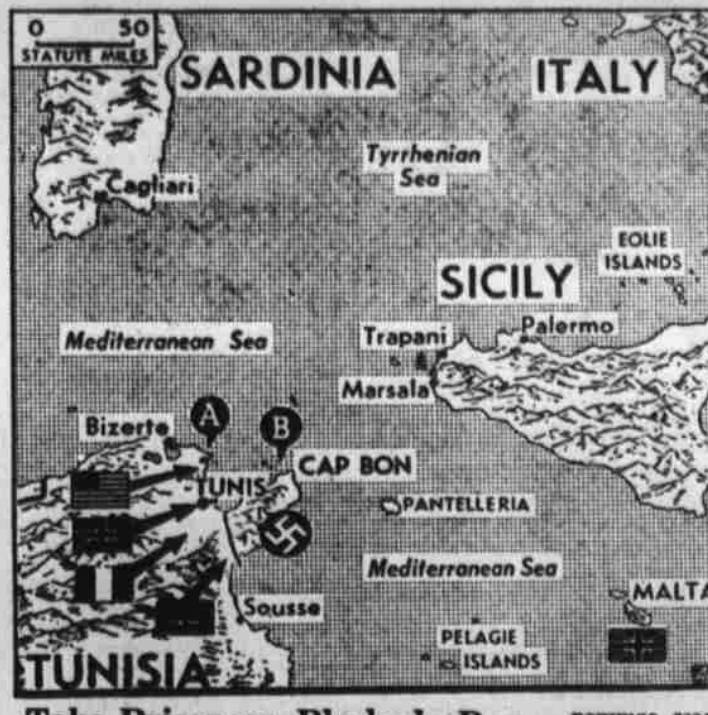 0 50
STATUTE MILES
SARDINIA
ITALY
Tyrrhenian
Sea
Cagliari
EOLIE
ISLANDS
SICILY
Mediterranean Sea
Trapani
Palermo
Marsala
A
B
Bizerte
CAP BON
TUNIS
PANTELLERIA
Mediterranean Sea
Sousse
MALTA
PELAGIE
ISLANDS
TUNISIA